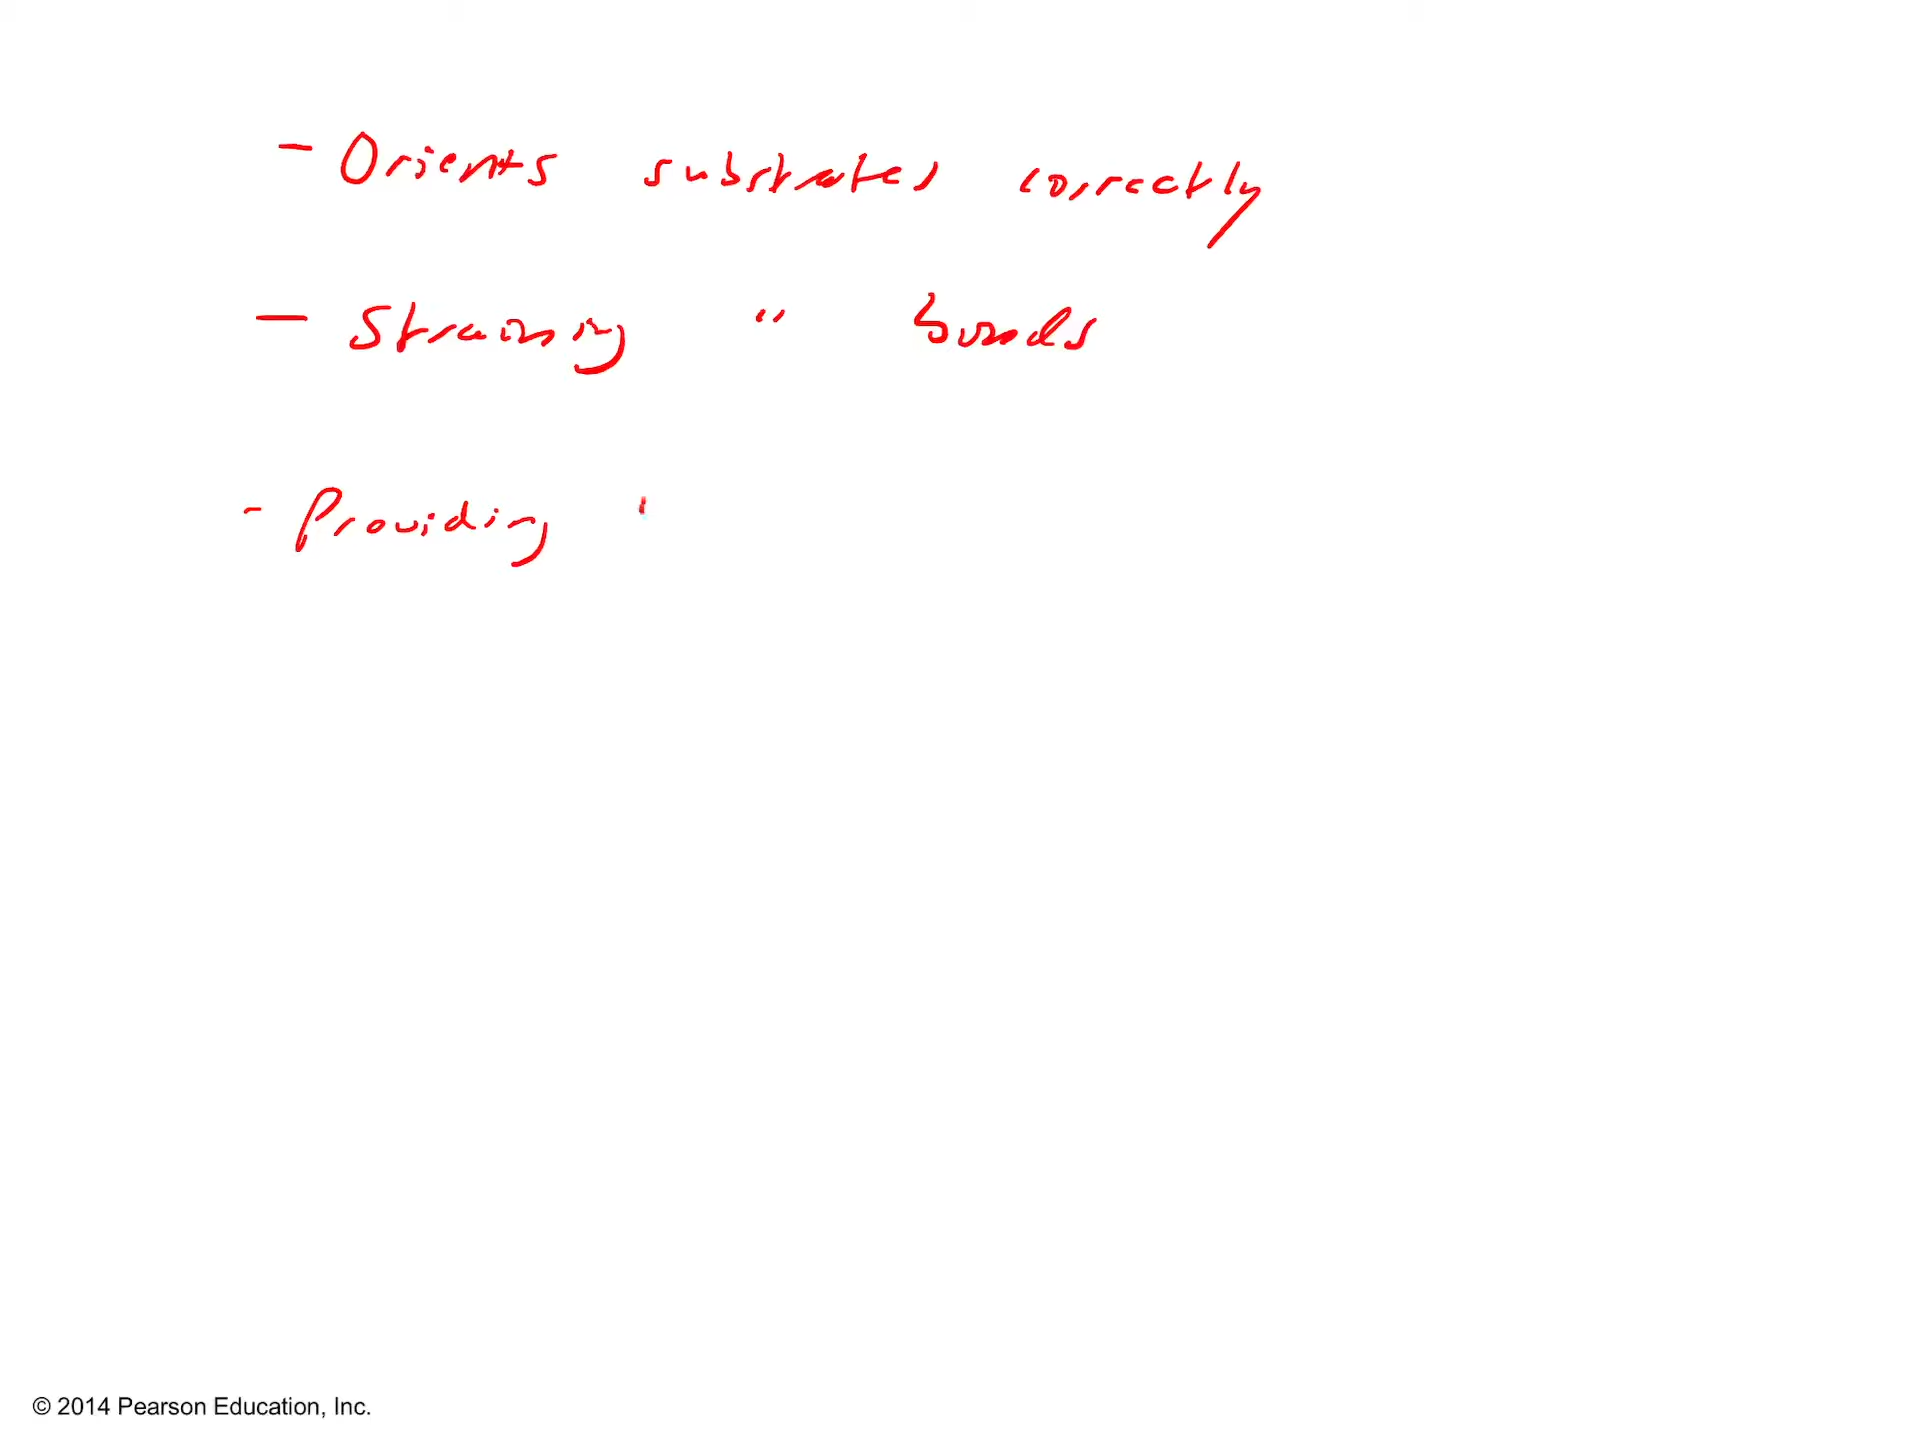 - Orients substrates correctly
- Straining " bonds
- Providing
© 2014 Pearson Education, Inc.